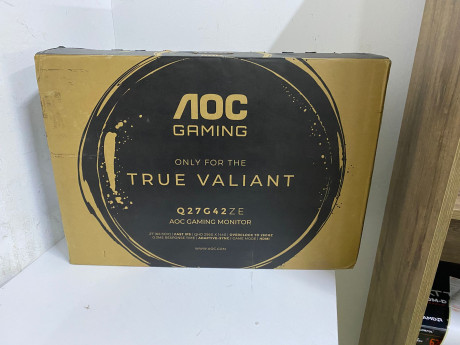 AOC
GAMING
ONLY FOR THE
TRUE VALIANT
Q27G42ZE
AOC GAMING MONITOR
WWW.AOC.COM